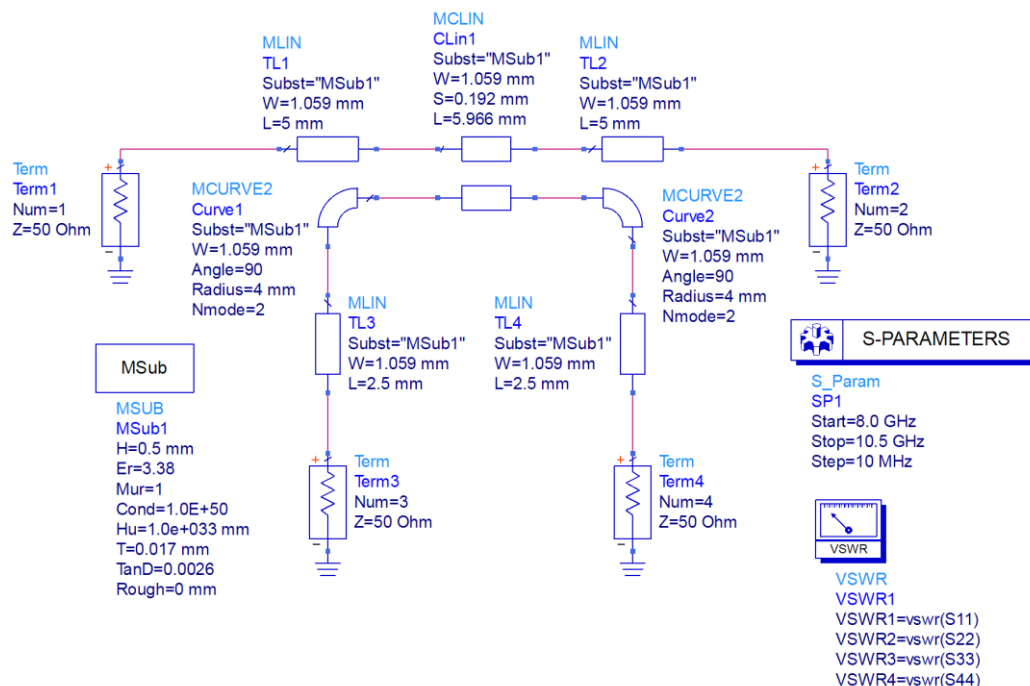 MLIN
TL1
Subst="MSub1"
W=1.059 mm
L=5 mm
MCLIN
CLin1
Subst="MSub1"
W=1.059 mm
S=0.192 mm
L=5.966 mm
MLIN
TL2
Subst="MSub1"
W=1.059 mm
L=5 mm
Term
Term1
Num=1
Z=50 Ohm
+
−
MCURVE2
Curve1
Subst="MSub1"
W=1.059 mm
Angle=90
Radius=4 mm
Nmode=2
MCURVE2
Curve2
Subst="MSub1"
W=1.059 mm
Angle=90
Radius=4 mm
Nmode=2
+
−
Term
Term2
Num=2
Z=50 Ohm
MLIN
TL3
Subst="MSub1"
W=1.059 mm
L=2.5 mm
MLIN
TL4
Subst="MSub1"
W=1.059 mm
L=2.5 mm
S-PARAMETERS
S_Param
SP1
Start=8.0 GHz
Stop=10.5 GHz
Step=10 MHz
MSub
MSUB
MSub1
H=0.5 mm
Er=3.38
Mur=1
Cond=1.0E+50
Hu=1.0e+033 mm
T=0.017 mm
TanD=0.0026
Rough=0 mm
+
−
Term
Term3
Num=3
Z=50 Ohm
+
−
Term
Term4
Num=4
Z=50 Ohm
VSWR
VSWR
VSWR1
VSWR1=vswr(S11)
VSWR2=vswr(S22)
VSWR3=vswr(S33)
VSWR4=vswr(S44)